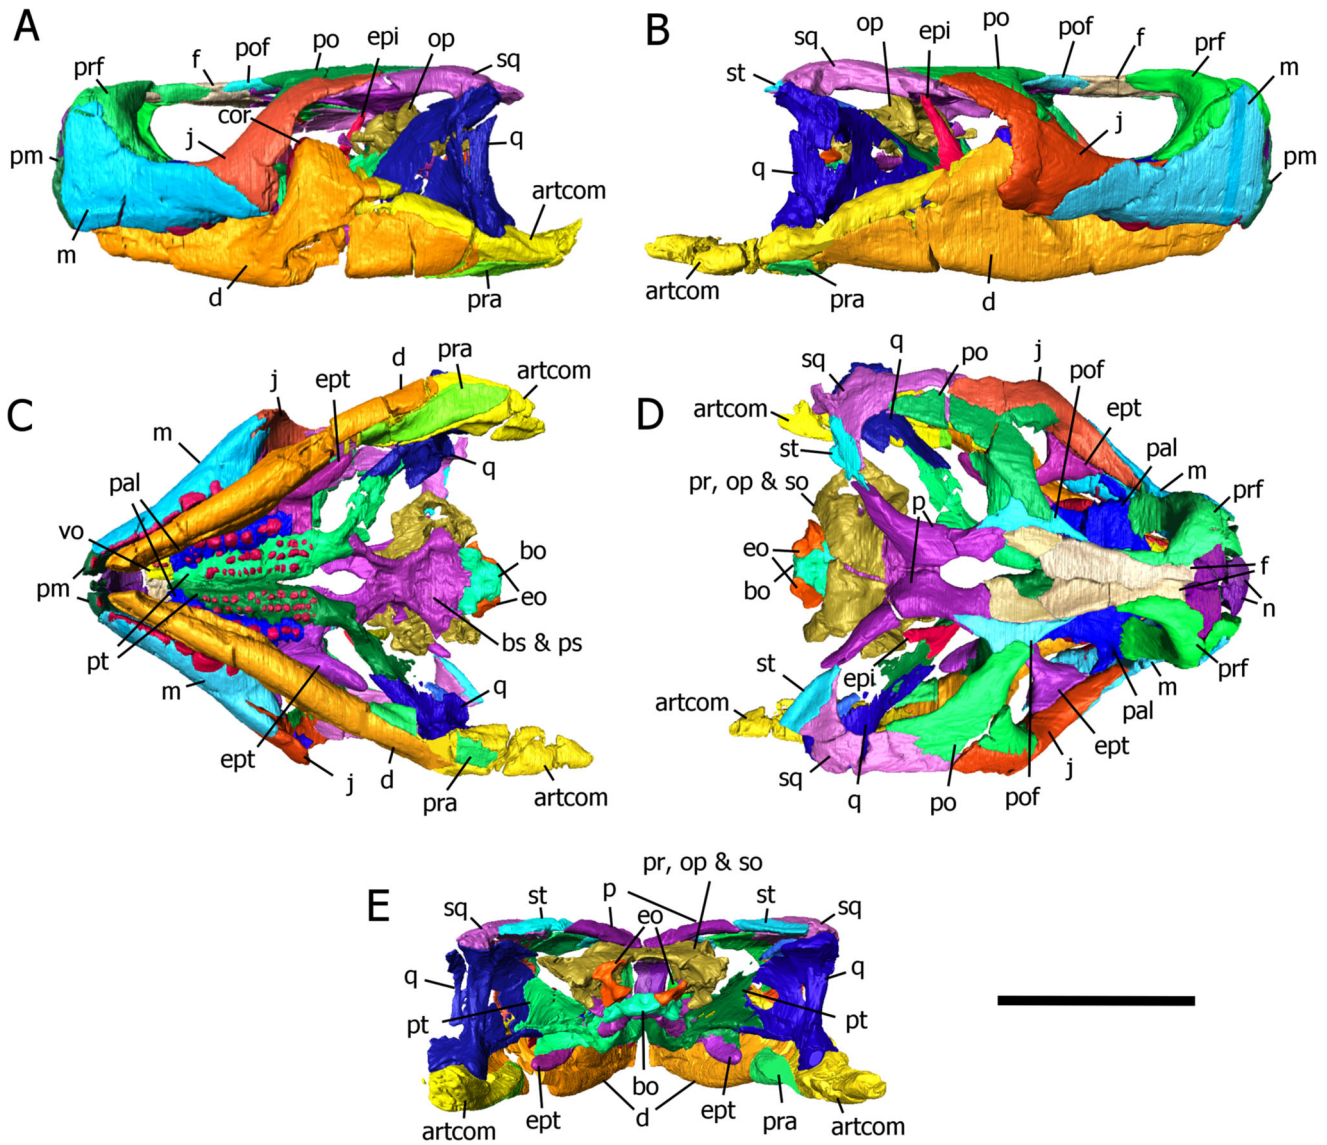 A
prf
f
pof
po
epi
op
sq
cor
j
q
pm
artcom
m
d
pra
B
sq
op
epi
po
pof
f
prf
m
st
j
q
pm
artcom
pra
d
C
m
j
ept
d
pra
artcom
pal
q
vo
bo
pm
eo
bs & ps
pt
m
q
ept
j
d
pra
artcom
D
sq
q
po
j
pof
ept
pal
m
prf
artcom
st
pr, op & so
p
eo
bo
f
n
st
epi
prf
artcom
m
pal
sq
q
po
pof
j
ept
E
pr, op & so
sq
st
p
eo
st
sq
q
q
pt
pt
bo
artcom
ept
d
ept
pra
artcom